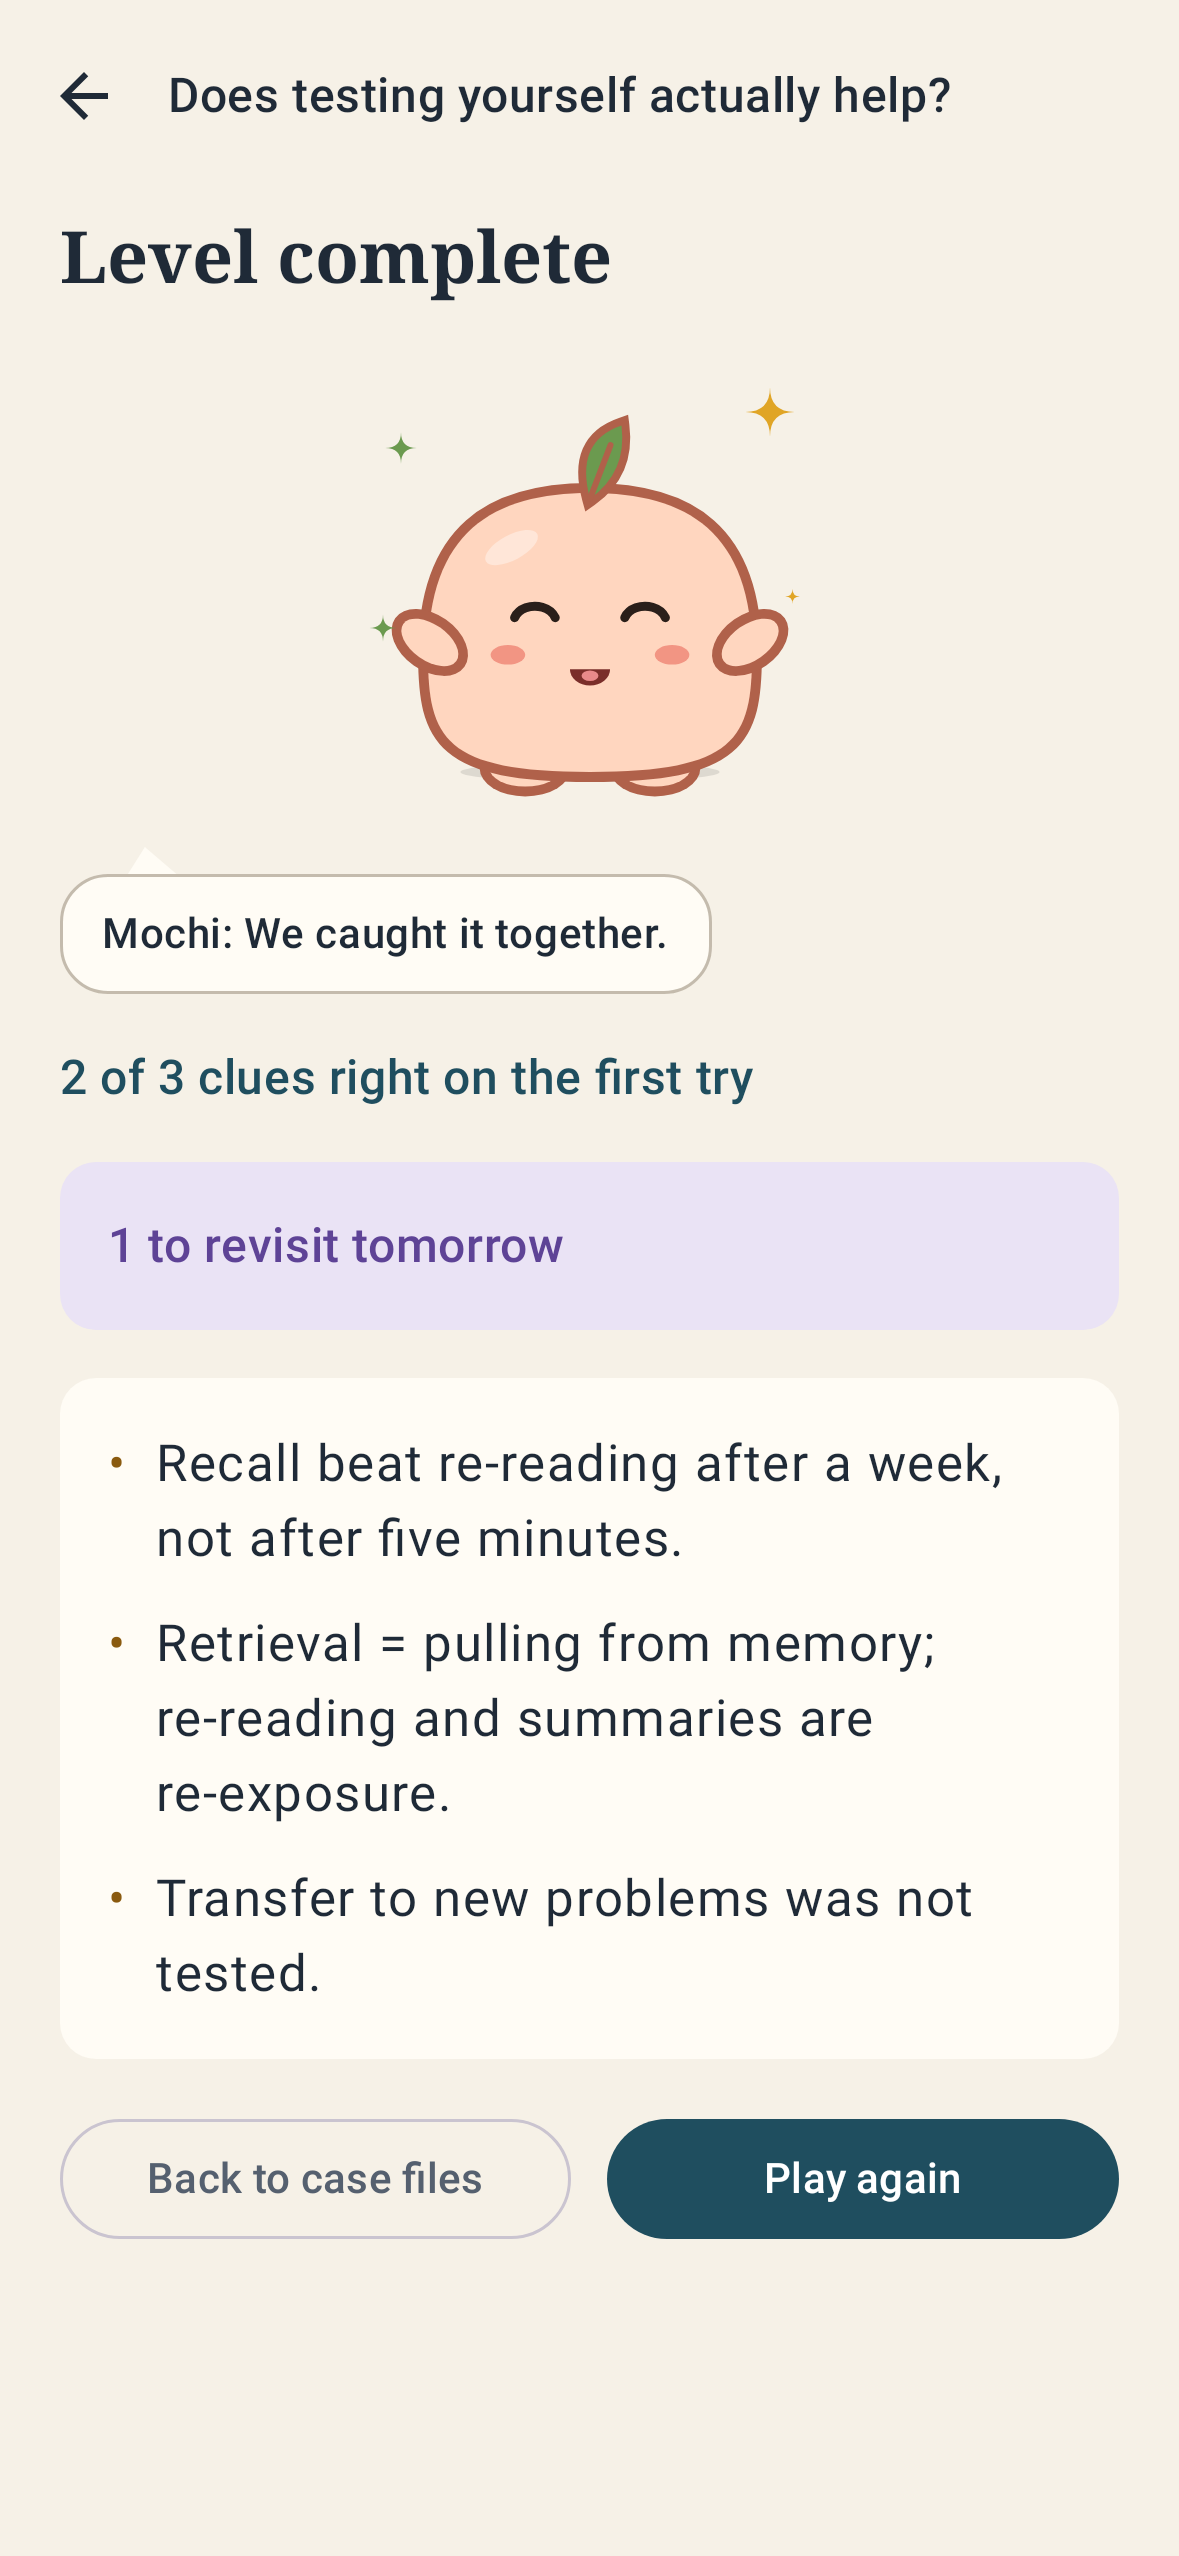 Does testing yourself actually help?
Level complete
Mochi: We caught it together.
2 of 3 clues right on the first try
1 to revisit tomorrow
• Recall beat re-reading after a week,
not after five minutes.
• Retrieval = pulling from memory;
re-reading and summaries are
re-exposure.
• Transfer to new problems was not
tested.
Back to case files
Play again